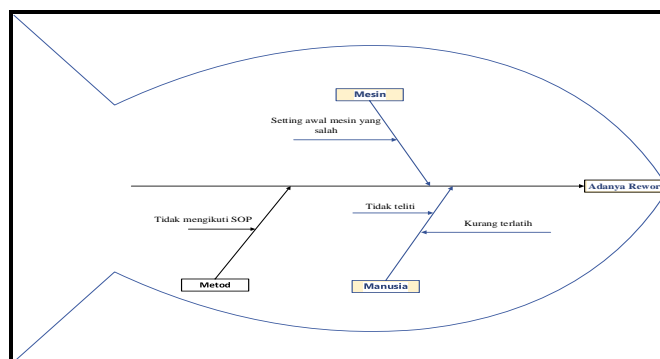 Mesin
Setting awal mesin yang
salah
Adanya Rewor
Tidak mengikuti SOP
Tidak teliti
Kurang terlatih
Metod
Manusia